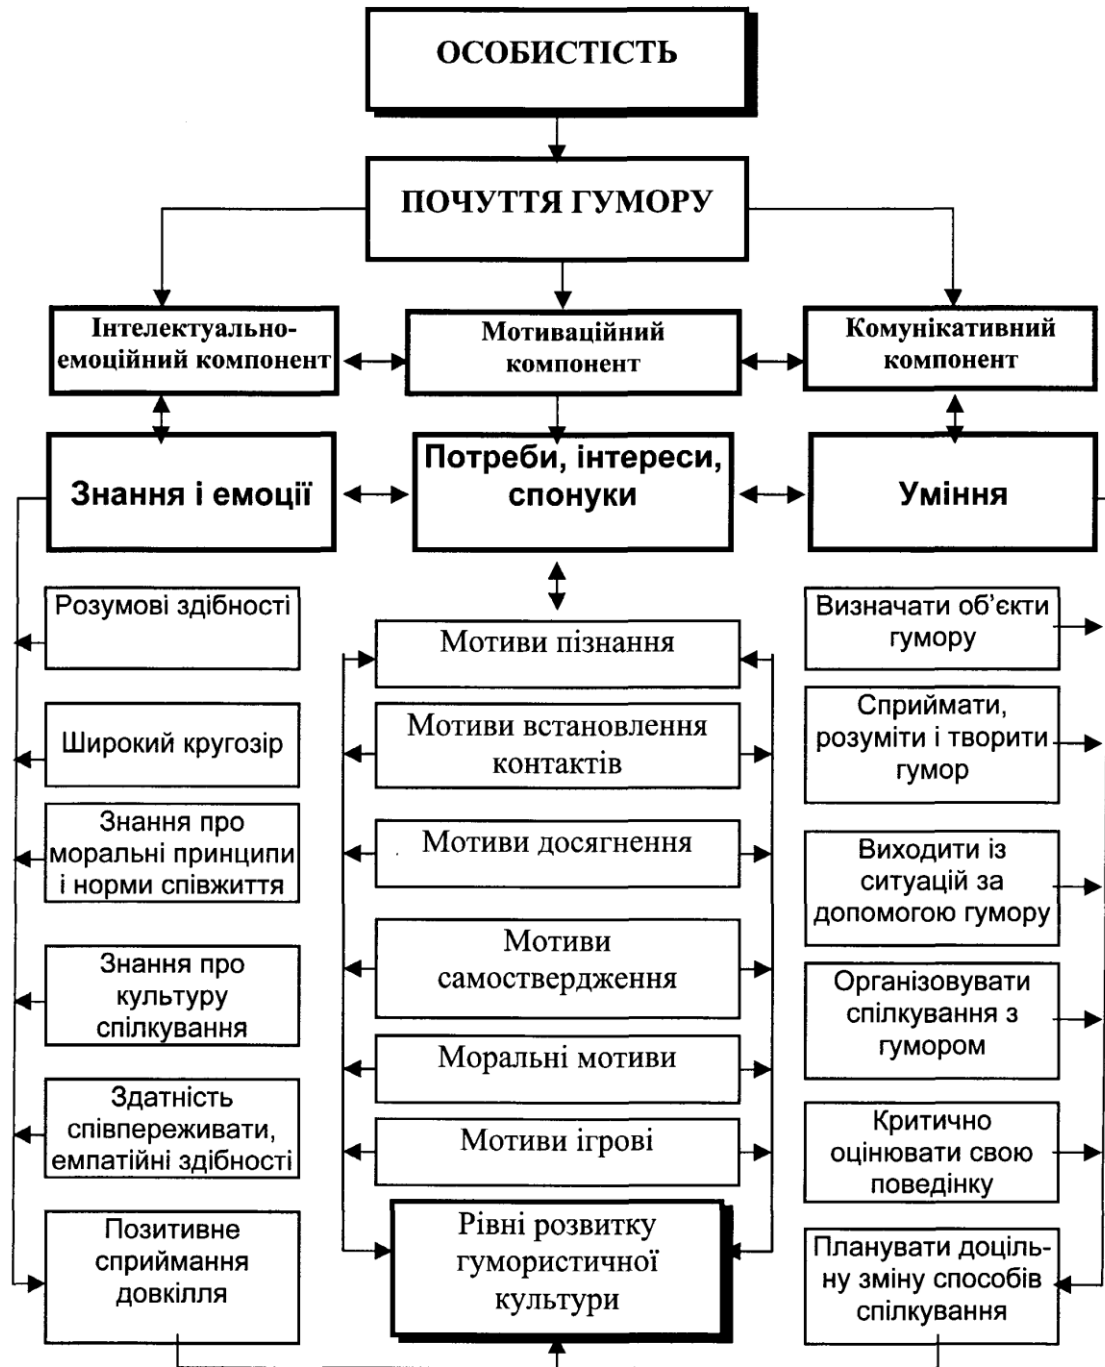 ОСОБИСТІСТЬ
ПОЧУТТЯ ГУМОРУ
Інтелектуально-
емоційний компонент
Мотиваційний
компонент
Комунікативний
компонент
Знання і емоції
Потреби, інтереси,
спонуки
Уміння
Розумові здібності
Широкий кругозір
Знання про
моральні принципи
і норми співжиття
Знання про
культуру
спілкування
Здатність
співпереживати,
емпатійні здібності
Позитивне
сприймання
довкілля
Мотиви пізнання
Мотиви встановлення
контактів
Мотиви досягнення
Мотиви
самоствердження
Моральні мотиви
Мотиви ігрові
Рівні розвитку
гумористичної
культури
Визначати об’єкти
гумору
Сприймати,
розуміти і творити
гумор
Виходити із
ситуацій за
допомогою гумору
Організовувати
спілкування з
гумором
Критично
оцінювати свою
поведінку
Планувати доціль-
ну зміну способів
спілкування